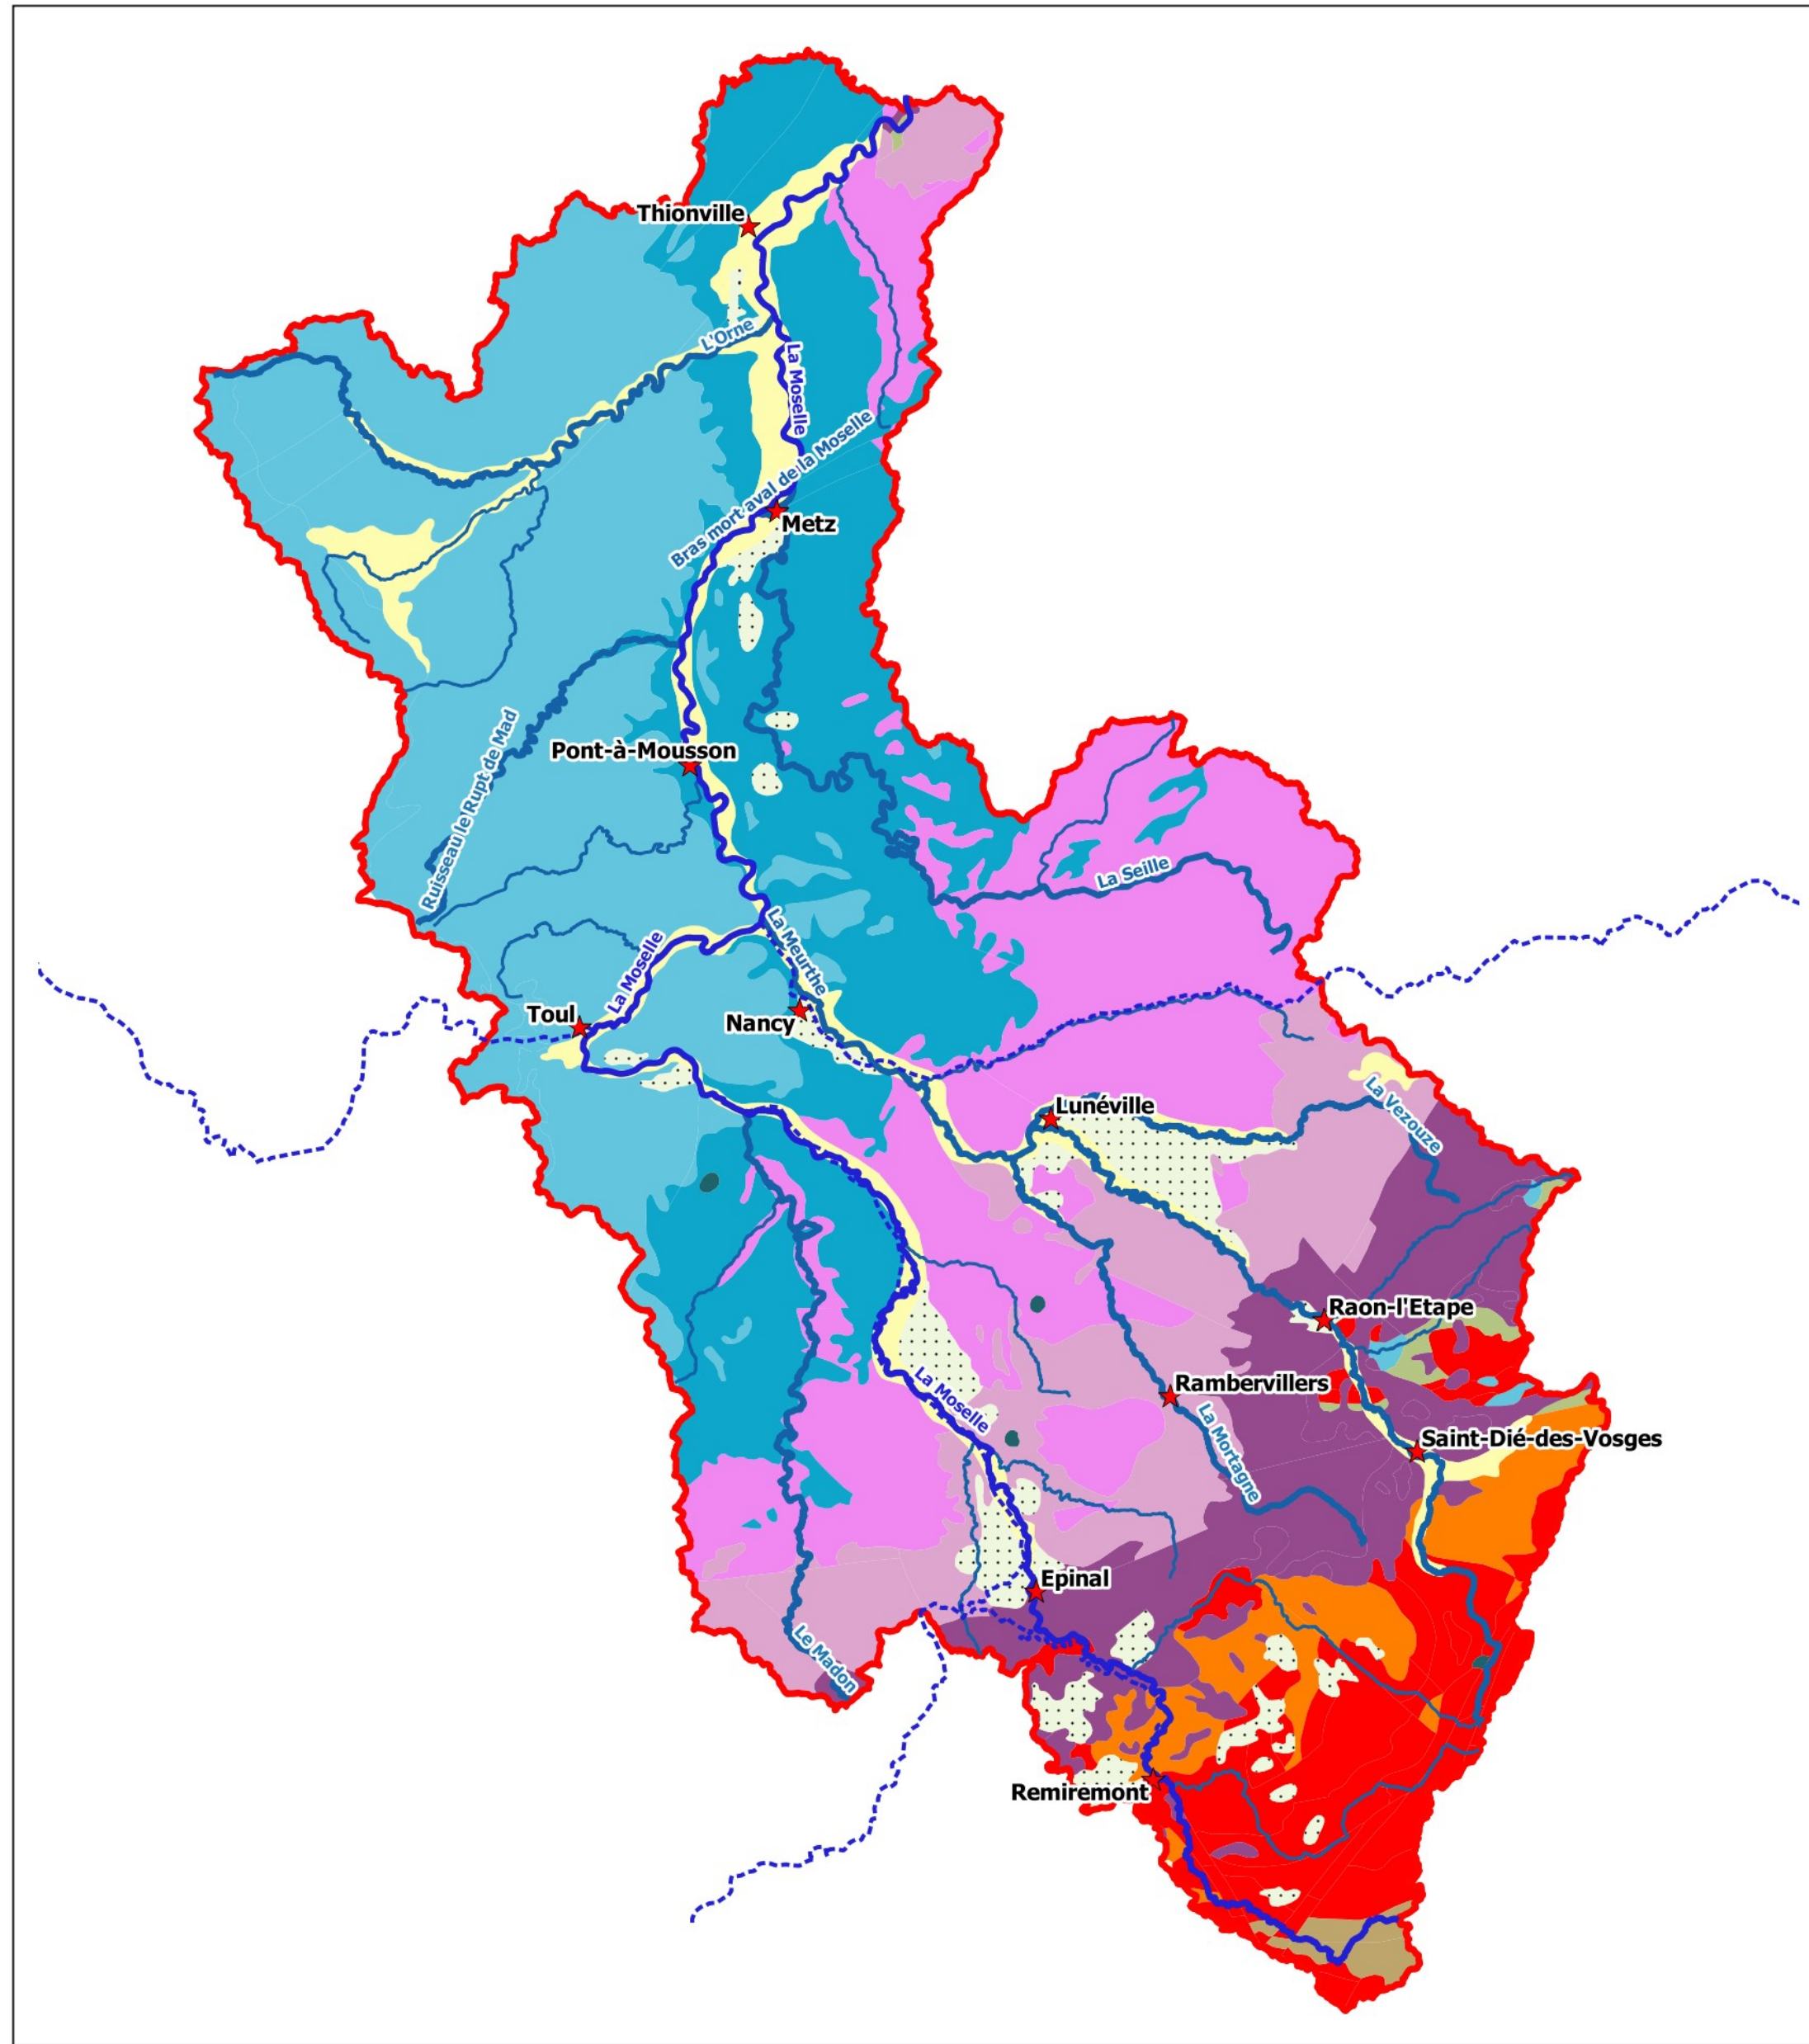 Thionville
L'Orne
La Moselle
Bras mort aval de la Moselle
Metz
Ruisseau le Rupt de Mad
Pont-à-Mousson
La Seille
La Meurthe
La Moselle
Toul
Nancy
Lunéville
La Vezouze
Raon-l'Etape
Rambervillers
La Moselle
La Mortagne
Saint-Dié-des-Vosges
Epinal
Le Madon
Remiremont